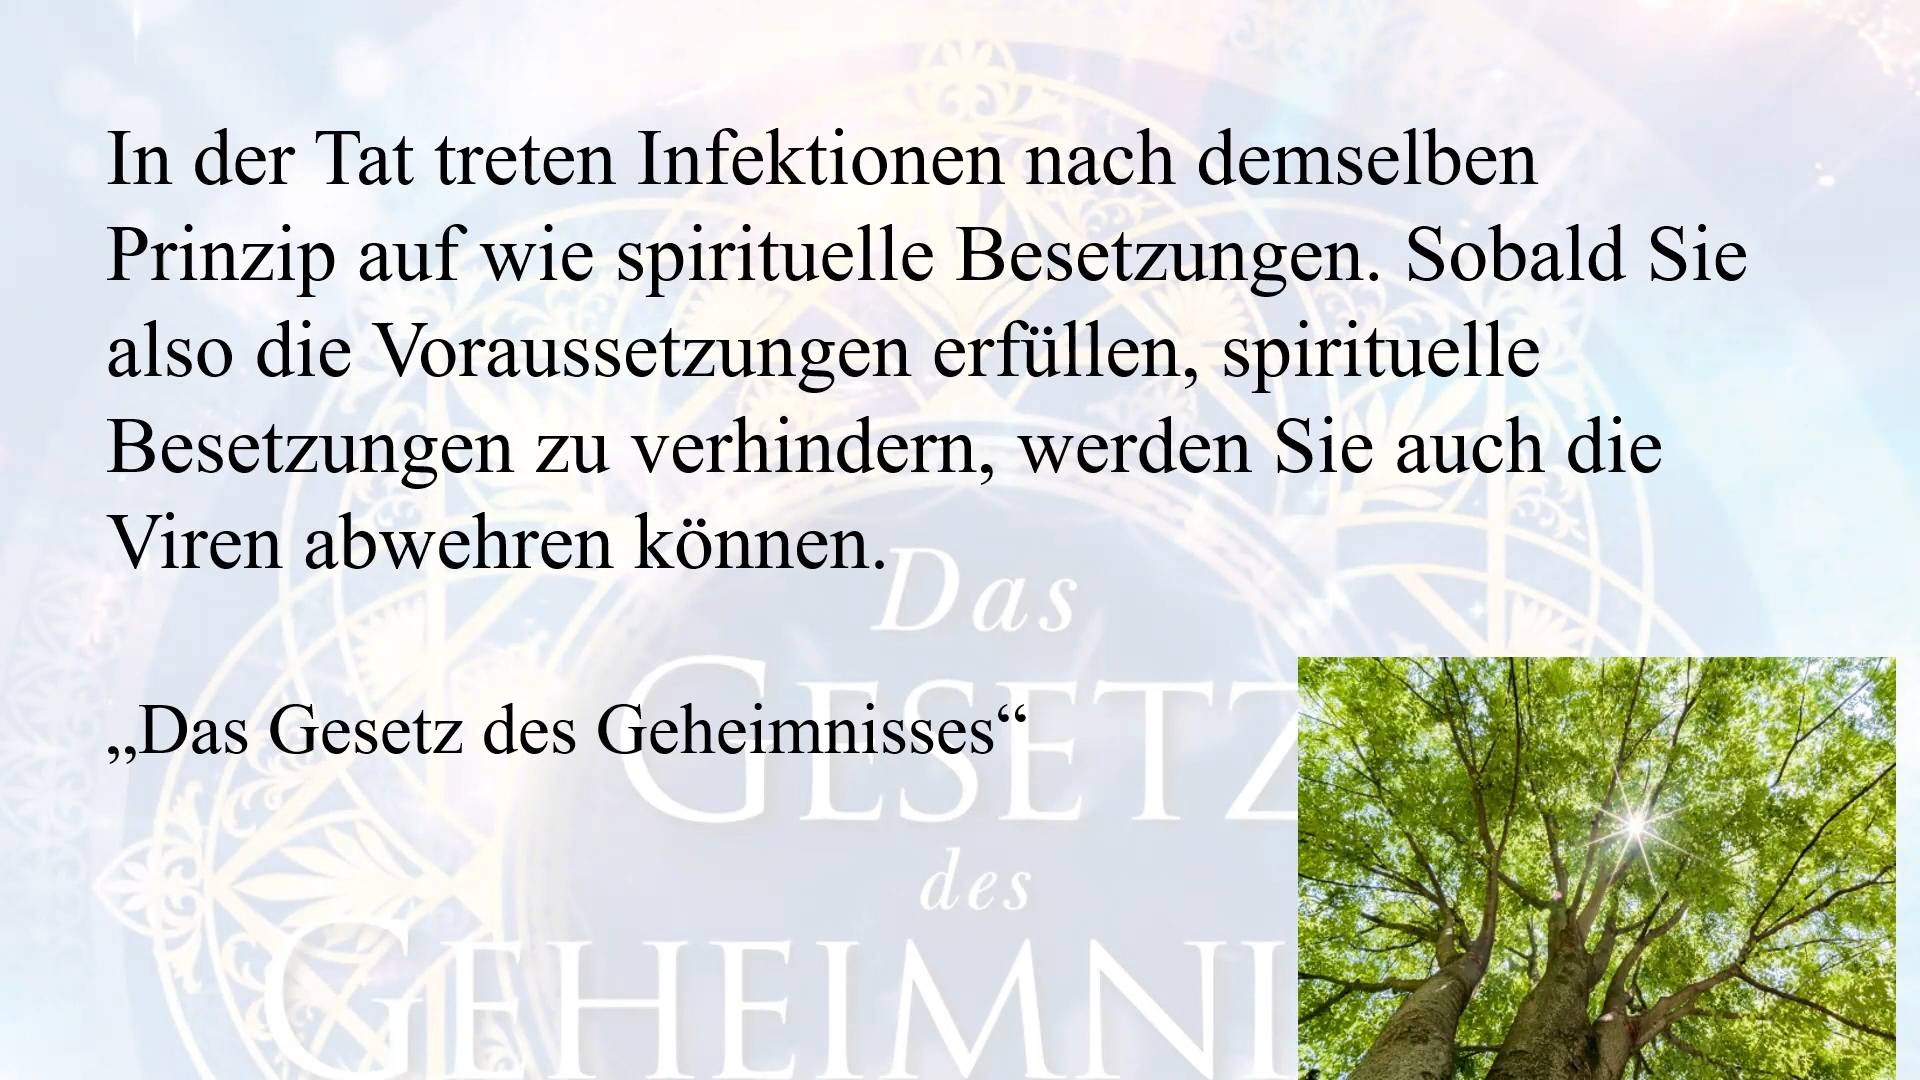 In der Tat treten Infektionen nach demselben
Prinzip auf wie spirituelle Besetzungen. Sobald Sie
also die Voraussetzungen erfüllen, spirituelle
Besetzungen zu verhindern, werden Sie auch die
Viren abwehren können.
Das
„Das Gesetz des Geheimnisses“
GESETZ
des
GEHEIMNI